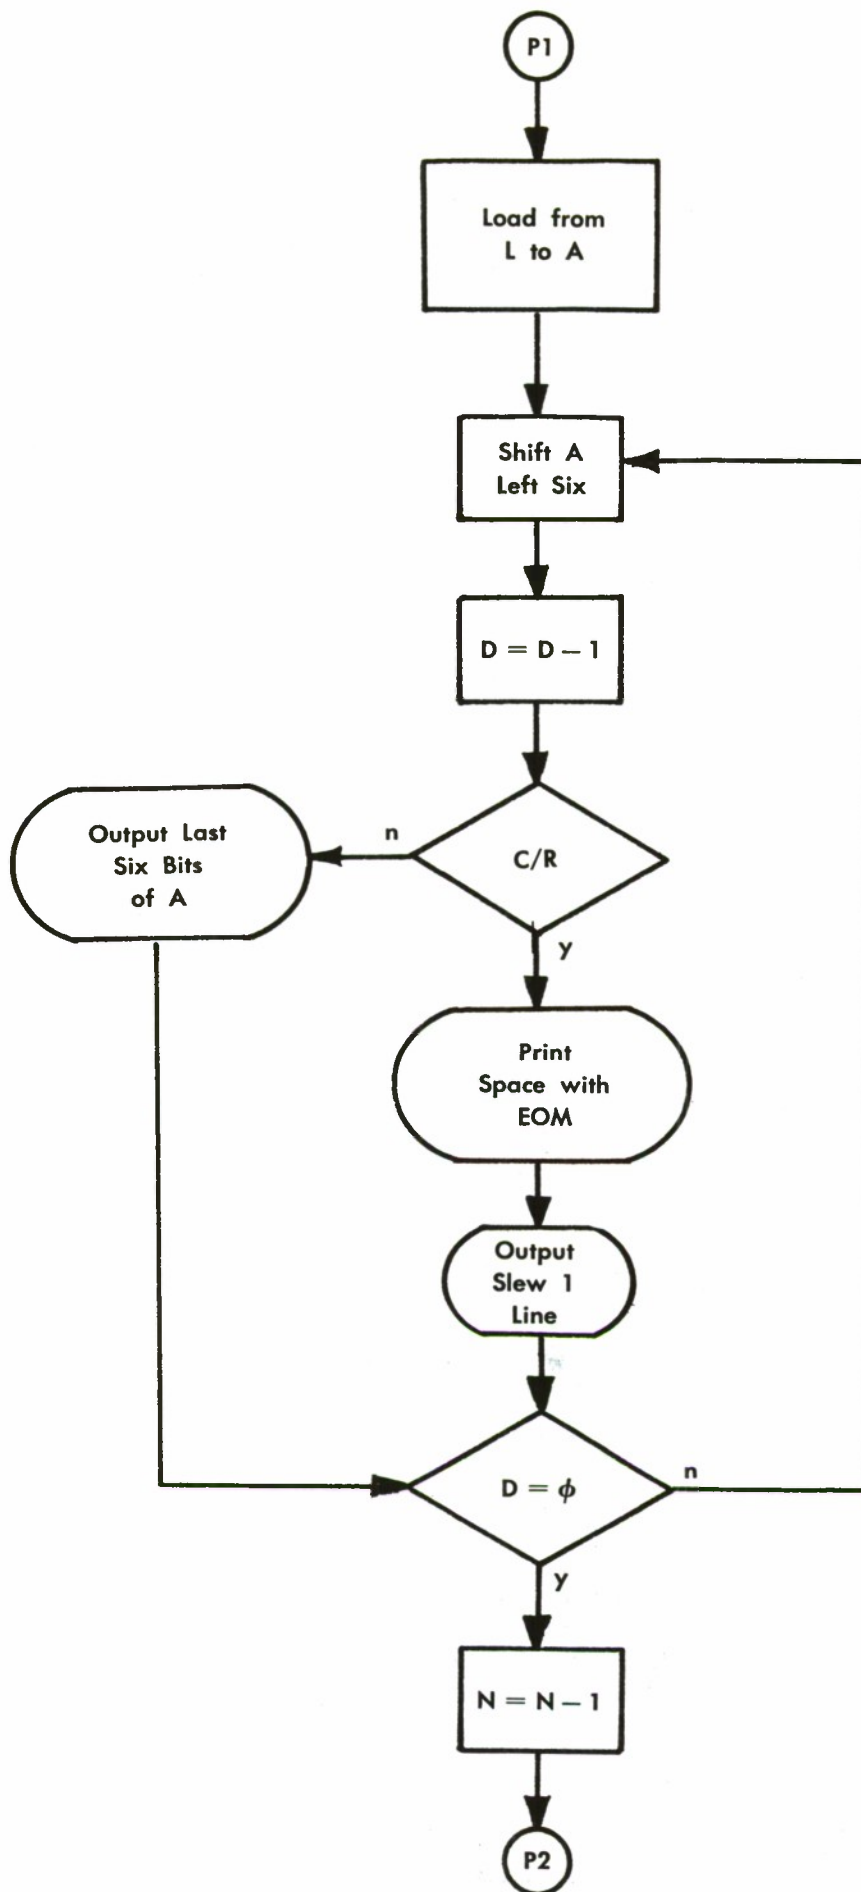 P1
Load from
L to A
Shift A
Left Six
D = D – 1
C/R
n
y
Output Last
Six Bits
of A
Print
Space with
EOM
Output
Slew 1
Line
D = ϕ
n
y
N = N – 1
P2